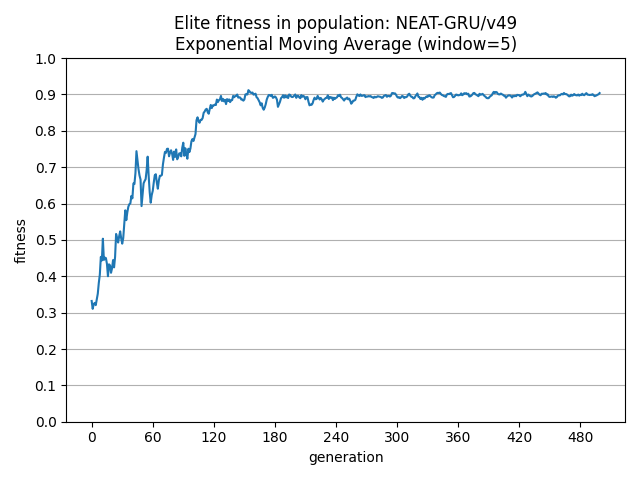 Elite fitness in population: NEAT-GRU/v49
Exponential Moving Average (window=5)
1.0
0.9
0.8
0.7
0.6
0.5
0.4
0.3
0.2
0.1
0.0
fitness
0 60 120 180 240 300 360 420 480
generation